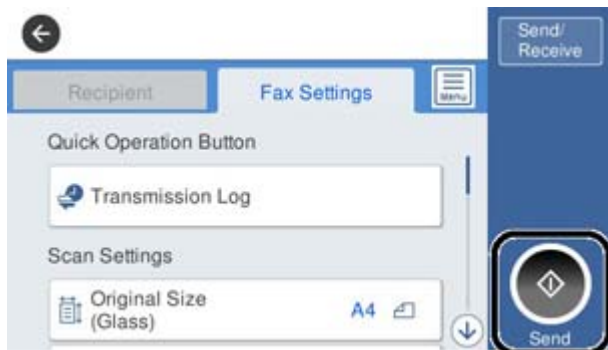 Send/
Receive
Recipient
Fax Settings
Menu
Quick Operation Button
Transmission Log
Scan Settings
Original Size
(Glass)
A4
Send